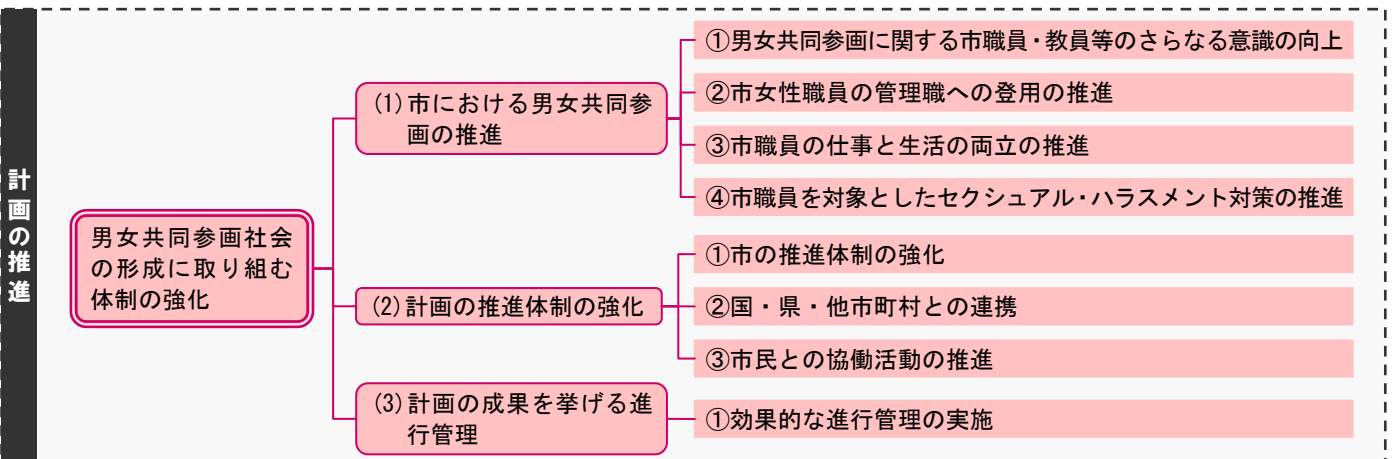 計画の推進
男女共同参画社会
の形成に取り組む
体制の強化
(1)市における男女共同参
画の推進
①男女共同参画に関する市職員・教員等のさらなる意識の向上
②市女性職員の管理職への登用の推進
③市職員の仕事と生活の両立の推進
④市職員を対象としたセクシュアル・ハラスメント対策の推進
(2)計画の推進体制の強化
①市の推進体制の強化
②国・県・他市町村との連携
③市民との協働活動の推進
(3)計画の成果を挙げる進
行管理
①効果的な進行管理の実施